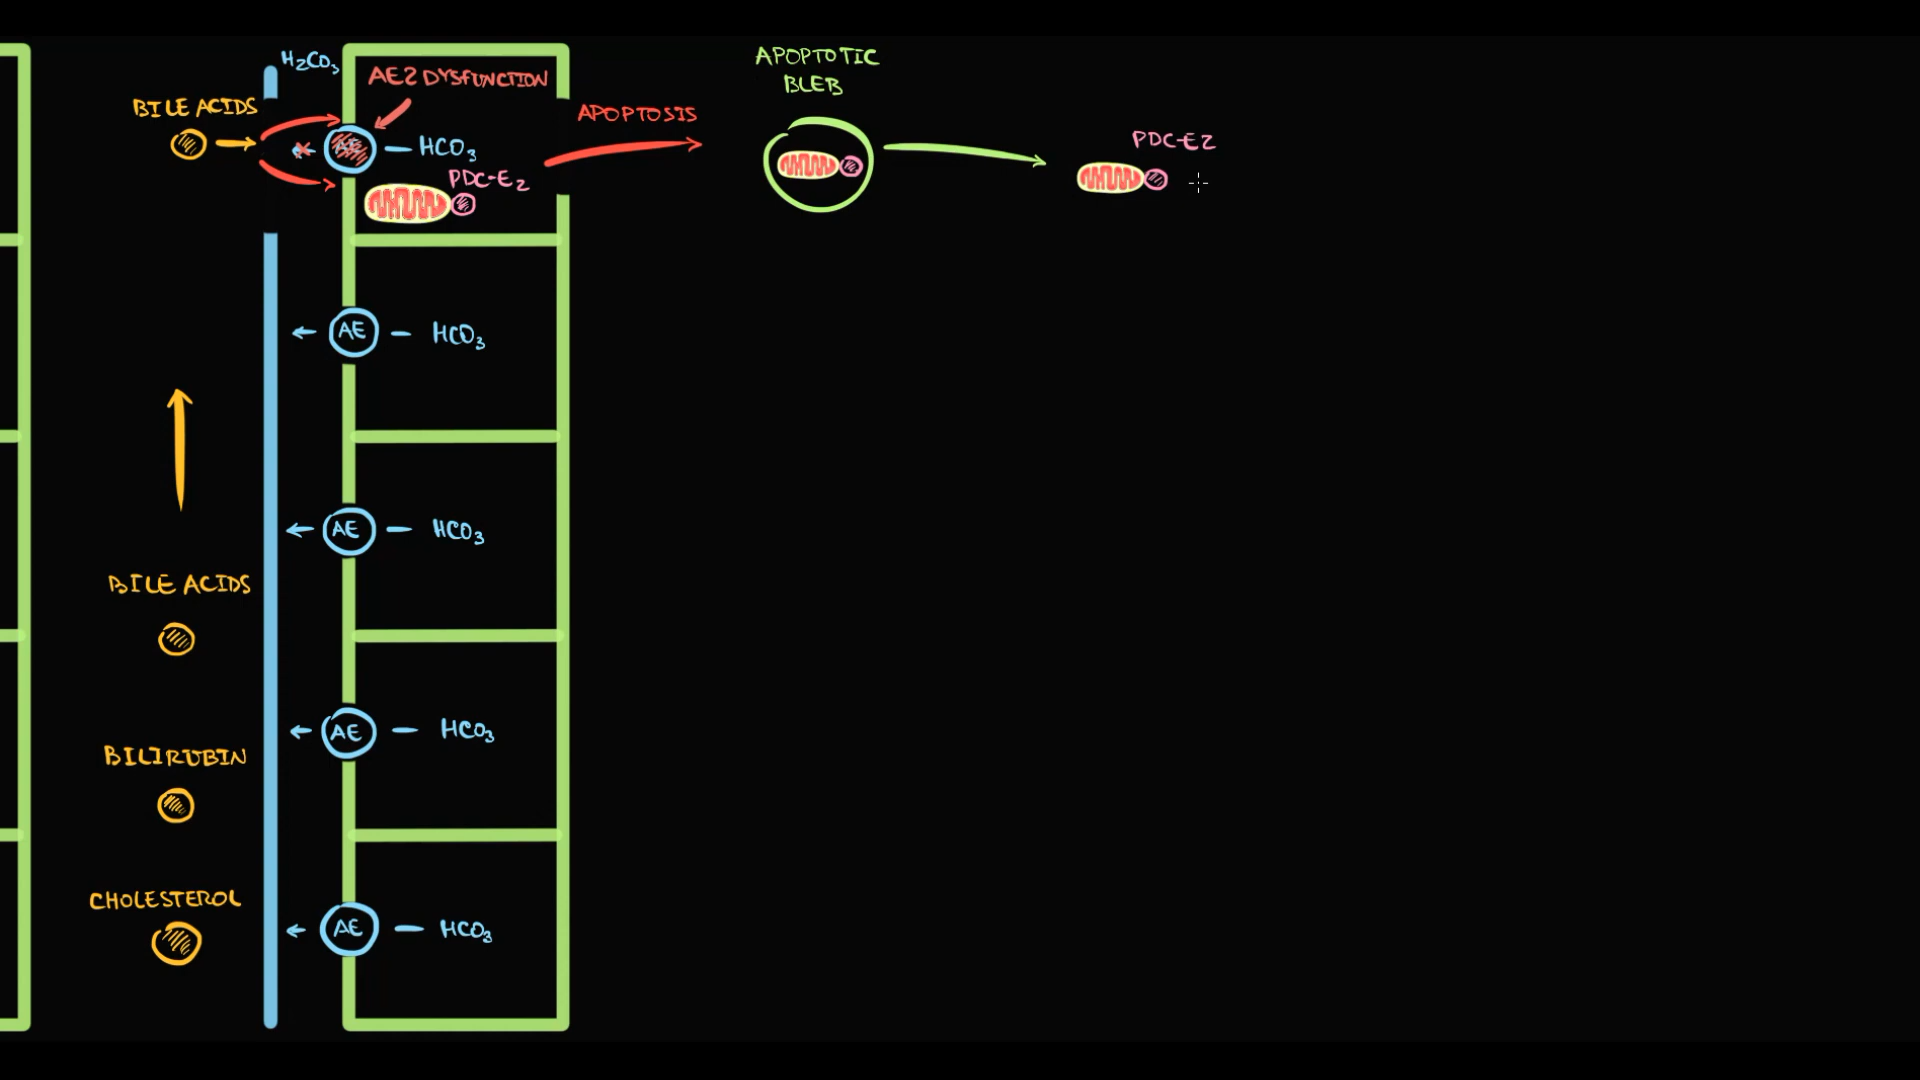 H2CO3
AE2 DYSFUNCTION
BILE ACIDS
AE
HCO3
PDC-E2
APOPTOSIS
APOPTOTIC
BLEB
PDC-E2
AE
HCO3
AE
HCO3
BILE ACIDS
AE
HCO3
BILIRUBIN
CHOLESTEROL
AE
HCO3